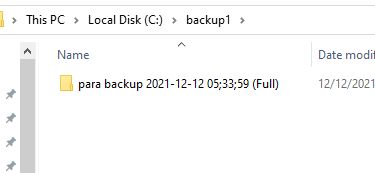 This PC > Local Disk (C:) > backup1 >
Name Date modif
para backup 2021-12-12 05;33;59 (Full) 12/12/2021